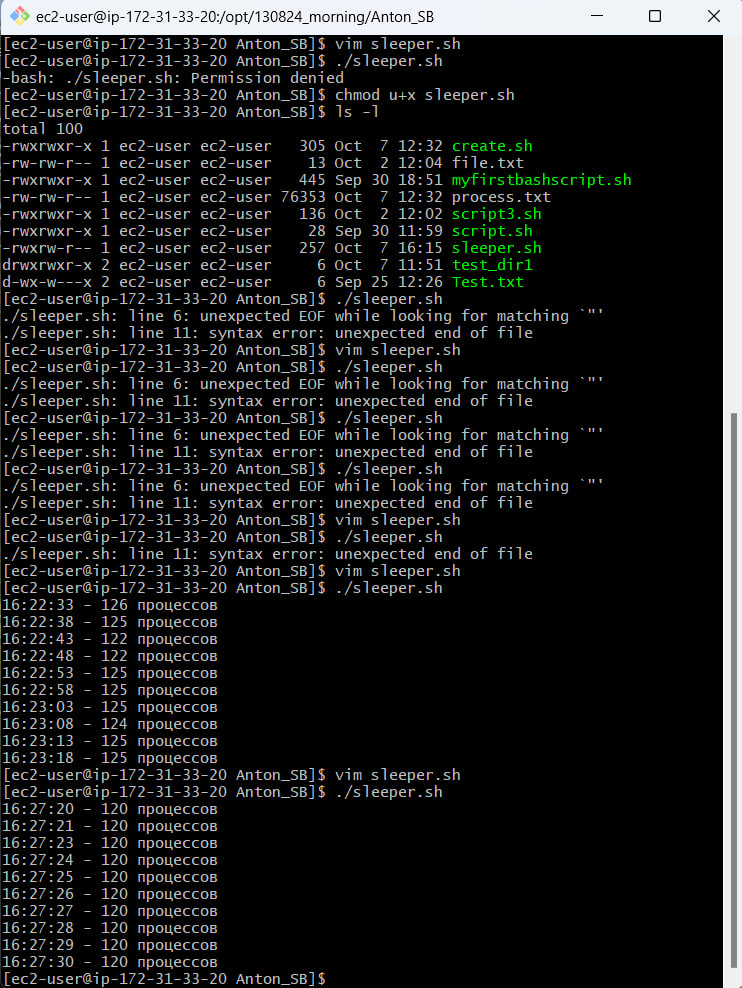 ec2-user@ip-172-31-33-20:/opt/130824_morning/Anton_SB
[ec2-user@ip-172-31-33-20 Anton_SB]$ vim sleeper.sh
[ec2-user@ip-172-31-33-20 Anton_SB]$ ./sleeper.sh
-bash: ./sleeper.sh: Permission denied
[ec2-user@ip-172-31-33-20 Anton_SB]$ chmod u+x sleeper.sh
[ec2-user@ip-172-31-33-20 Anton_SB]$ ls -l
total 100
-rwxrwxr-x 1 ec2-user ec2-user   305 Oct  7 12:32 create.sh
-rw-rw-r-- 1 ec2-user ec2-user    13 Oct  2 12:04 file.txt
-rwxrwxr-x 1 ec2-user ec2-user   445 Sep 30 18:51 myfirstbashscript.sh
-rw-rw-r-- 1 ec2-user ec2-user 76353 Oct  7 12:32 process.txt
-rwxrwxr-x 1 ec2-user ec2-user   136 Oct  2 12:02 script3.sh
-rwxrwxr-x 1 ec2-user ec2-user    28 Sep 30 11:59 script.sh
-rwxrw-r-- 1 ec2-user ec2-user   257 Oct  7 16:15 sleeper.sh
drwxrwxr-x 2 ec2-user ec2-user     6 Oct  7 11:51 test_dir1
d-wx-w---x 2 ec2-user ec2-user     6 Sep 25 12:26 Test.txt
[ec2-user@ip-172-31-33-20 Anton_SB]$ ./sleeper.sh
./sleeper.sh: line 6: unexpected EOF while looking for matching `"'
./sleeper.sh: line 11: syntax error: unexpected end of file
[ec2-user@ip-172-31-33-20 Anton_SB]$ vim sleeper.sh
[ec2-user@ip-172-31-33-20 Anton_SB]$ ./sleeper.sh
./sleeper.sh: line 6: unexpected EOF while looking for matching `"'
./sleeper.sh: line 11: syntax error: unexpected end of file
[ec2-user@ip-172-31-33-20 Anton_SB]$ ./sleeper.sh
./sleeper.sh: line 6: unexpected EOF while looking for matching `"'
./sleeper.sh: line 11: syntax error: unexpected end of file
[ec2-user@ip-172-31-33-20 Anton_SB]$ ./sleeper.sh
./sleeper.sh: line 6: unexpected EOF while looking for matching `"'
./sleeper.sh: line 11: syntax error: unexpected end of file
[ec2-user@ip-172-31-33-20 Anton_SB]$ vim sleeper.sh
[ec2-user@ip-172-31-33-20 Anton_SB]$ ./sleeper.sh
./sleeper.sh: line 11: syntax error: unexpected end of file
[ec2-user@ip-172-31-33-20 Anton_SB]$ vim sleeper.sh
[ec2-user@ip-172-31-33-20 Anton_SB]$ ./sleeper.sh
16:22:33 - 126 процессов
16:22:38 - 125 процессов
16:22:43 - 122 процессов
16:22:48 - 122 процессов
16:22:53 - 125 процессов
16:22:58 - 125 процессов
16:23:03 - 125 процессов
16:23:08 - 124 процессов
16:23:13 - 125 процессов
16:23:18 - 125 процессов
[ec2-user@ip-172-31-33-20 Anton_SB]$ vim sleeper.sh
[ec2-user@ip-172-31-33-20 Anton_SB]$ ./sleeper.sh
16:27:20 - 120 процессов
16:27:21 - 120 процессов
16:27:23 - 120 процессов
16:27:24 - 120 процессов
16:27:25 - 120 процессов
16:27:26 - 120 процессов
16:27:27 - 120 процессов
16:27:28 - 120 процессов
16:27:29 - 120 процессов
16:27:30 - 120 процессов
[ec2-user@ip-172-31-33-20 Anton_SB]$